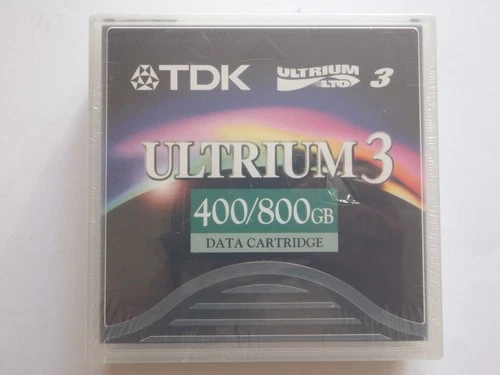 TDK ULTRIUM LTO 3
ULTRIUM 3
400/800GB
DATA CARTRIDGE